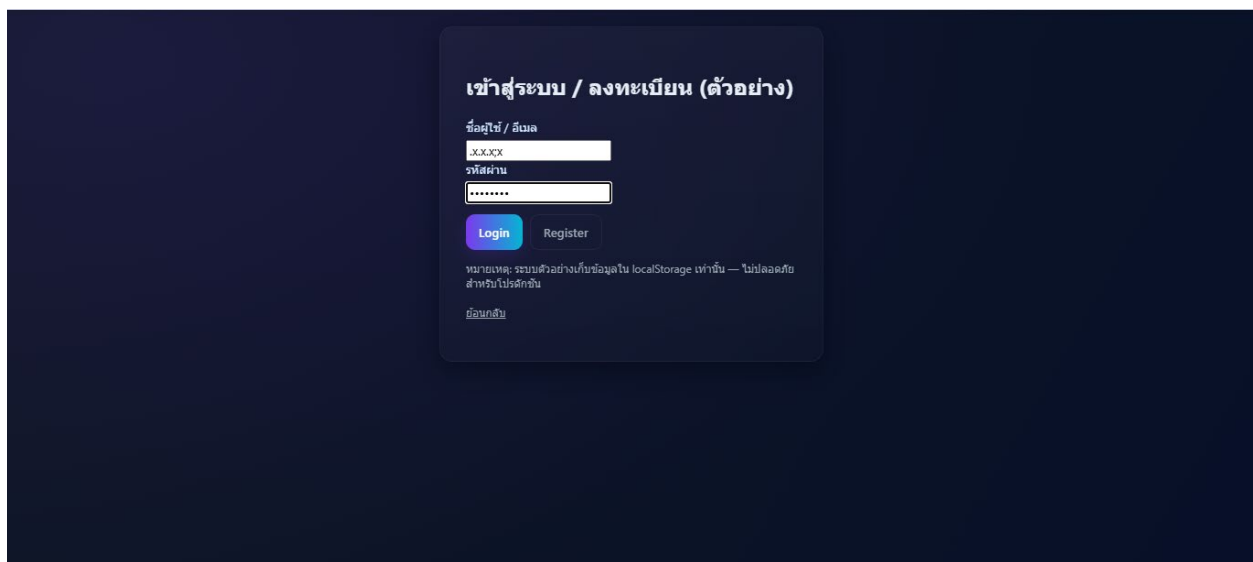 เข้าสู่ระบบ / ลงทะเบียน (ตัวอย่าง)
ชื่อผู้ใช้ / อีเมล
.x.x.x;x
รหัสผ่าน
••••••••
Login Register
หมายเหตุ: ระบบตัวอย่างเก็บข้อมูลใน localStorage เท่านั้น — ไม่ปลอดภัย
สำหรับโปรดักชัน
ย้อนกลับ